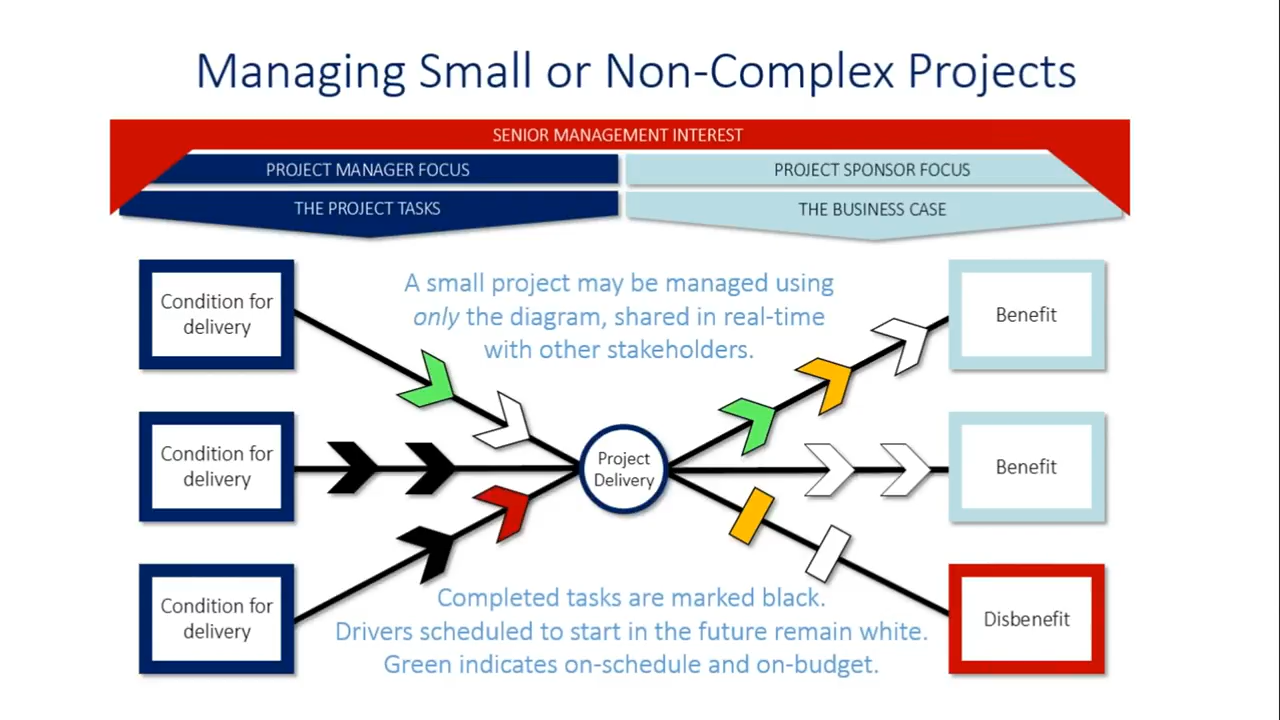 Managing Small or Non-Complex Projects
SENIOR MANAGEMENT INTEREST
PROJECT MANAGER FOCUS
PROJECT SPONSOR FOCUS
THE PROJECT TASKS
THE BUSINESS CASE
A small project may be managed using
only the diagram, shared in real-time
with other stakeholders.
Condition for
delivery
Benefit
Condition for
delivery
Project
Delivery
Benefit
Condition for
delivery
Disbenefit
Completed tasks are marked black.
Drivers scheduled to start in the future remain white.
Green indicates on-schedule and on-budget.